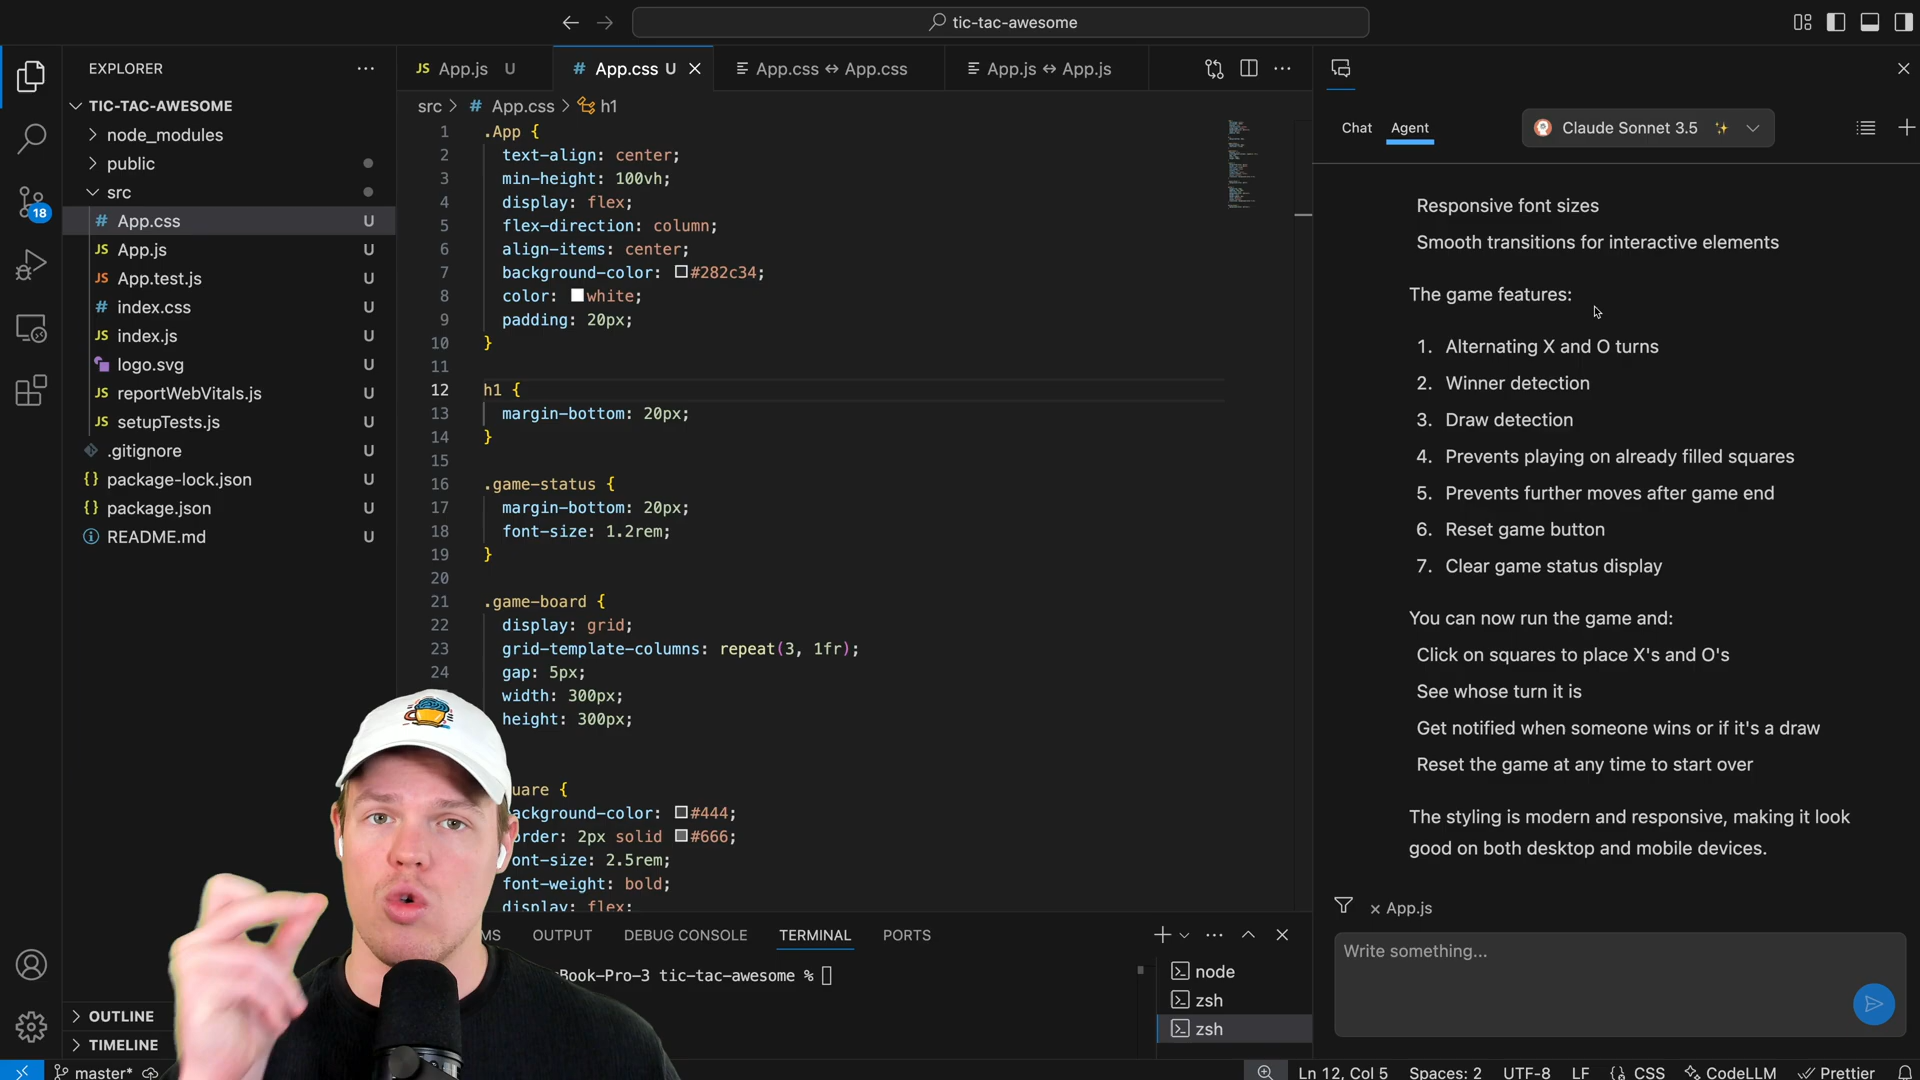 tic-tac-awesome
EXPLORER
TIC-TAC-AWESOME
node_modules
public
src
# App.css U
JS App.js U
JS App.test.js U
# index.css U
JS index.js U
logo.svg U
JS reportWebVitals.js U
JS setupTests.js U
.gitignore U
{} package-lock.json U
{} package.json U
README.md U
18
OUTLINE
TIMELINE
JS App.js U
# App.css U
App.css ↔ App.css
App.js ↔ App.js
src > # App.css > h1
1 .App {
2 text-align: center;
3 min-height: 100vh;
4 display: flex;
5 flex-direction: column;
6 align-items: center;
7 background-color: #282c34;
8 color: white;
9 padding: 20px;
10 }
11
12 h1 {
13 margin-bottom: 20px;
14 }
15
16 .game-status {
17 margin-bottom: 20px;
18 font-size: 1.2rem;
19 }
20
21 .game-board {
22 display: grid;
23 grid-template-columns: repeat(3, 1fr);
24 gap: 5px;
width: 300px;
height: 300px;
uare {
ackground-color: #444;
order: 2px solid #666;
ont-size: 2.5rem;
font-weight: bold;
display: flex;
MS OUTPUT DEBUG CONSOLE TERMINAL PORTS
Book-Pro-3 tic-tac-awesome %
node
zsh
zsh
Chat Agent Claude Sonnet 3.5
Responsive font sizes
Smooth transitions for interactive elements
The game features:
1. Alternating X and O turns
2. Winner detection
3. Draw detection
4. Prevents playing on already filled squares
5. Prevents further moves after game end
6. Reset game button
7. Clear game status display
You can now run the game and:
Click on squares to place X's and O's
See whose turn it is
Get notified when someone wins or if it's a draw
Reset the game at any time to start over
The styling is modern and responsive, making it look
good on both desktop and mobile devices.
× App.js
Write something...
master*
Ln 12, Col 5 Spaces: 2 UTF-8 LF {} CSS CodeLLM Prettier